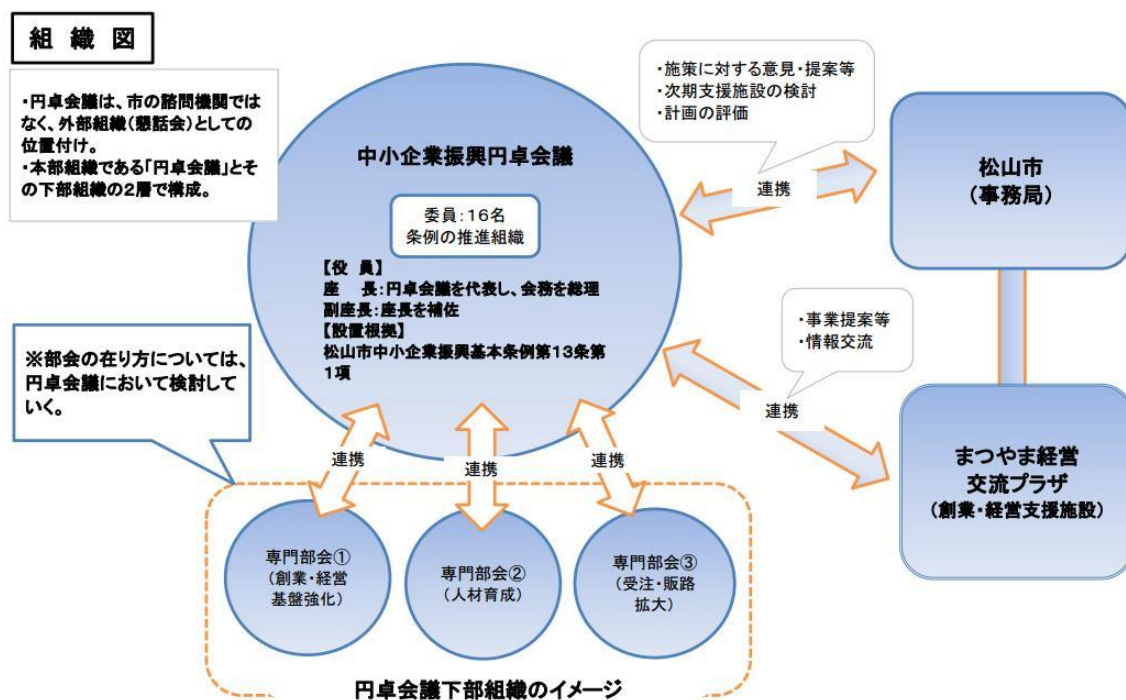 組 織 図
・円卓会議は、市の諮問機関ではなく、外部組織(懇話会)としての位置付け。
・本部組織である「円卓会議」とその下部組織の2層で構成。
・施策に対する意見・提案等
・次期支援施設の検討
・計画の評価
中小企業振興円卓会議
委員:16名
条例の推進組織
【役 員】
座 長:円卓会議を代表し、会務を総理
副座長:座長を補佐
【設置根拠】
松山市中小企業振興基本条例第13条第
1項
連携
松山市
(事務局)
・事業提案等
・情報交流
連携
まつやま経営
交流プラザ
(創業・経営支援施設)
※部会の在り方については、
円卓会議において検討して
いく。
連携
連携
連携
専門部会①
(創業・経営
基盤強化)
専門部会②
(人材育成)
専門部会③
(受注・販路
拡大)
円卓会議下部組織のイメージ